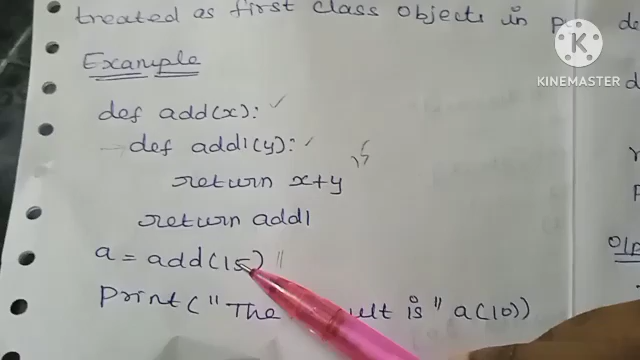 treated as first class objects in
de
Example
d
def add(x):
def add1(y):
return x+y
return add1
a = add(15)
O/p
Print("The ult is" a(10))
K
KINEMASTER